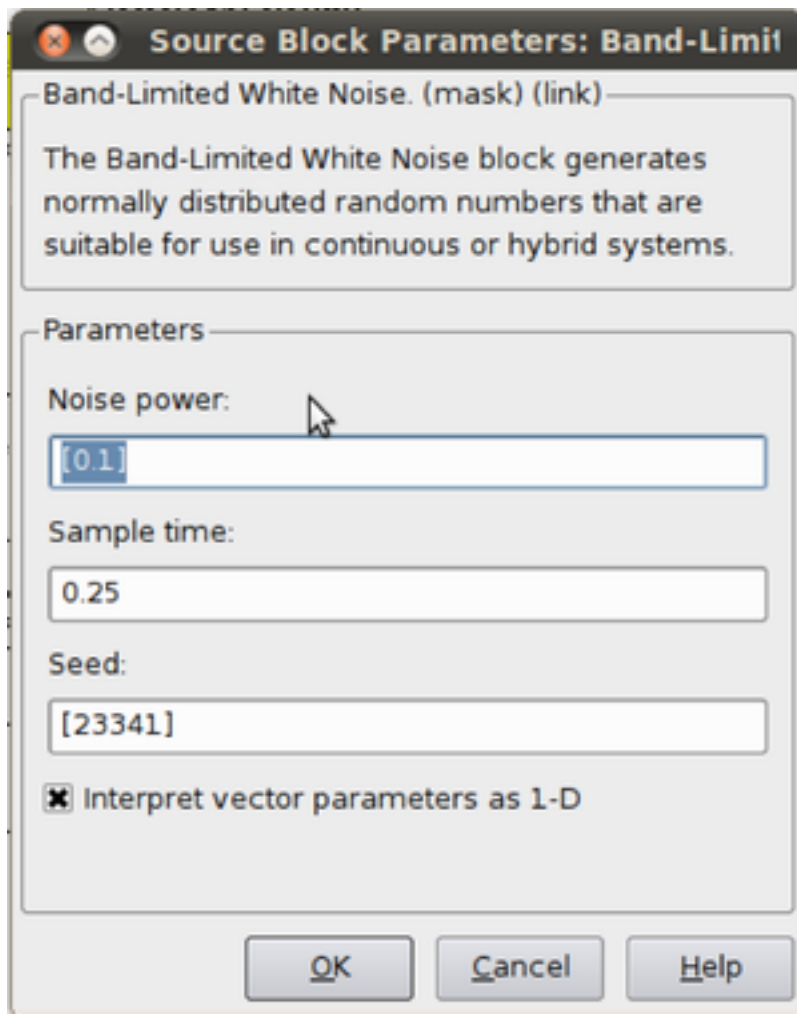 Source Block Parameters: Band-Limit
Band-Limited White Noise. (mask) (link)
The Band-Limited White Noise block generates
normally distributed random numbers that are
suitable for use in continuous or hybrid systems.
Parameters
Noise power:
[0.1]
Sample time:
0.25
Seed:
[23341]
Interpret vector parameters as 1-D
OK
Cancel
Help